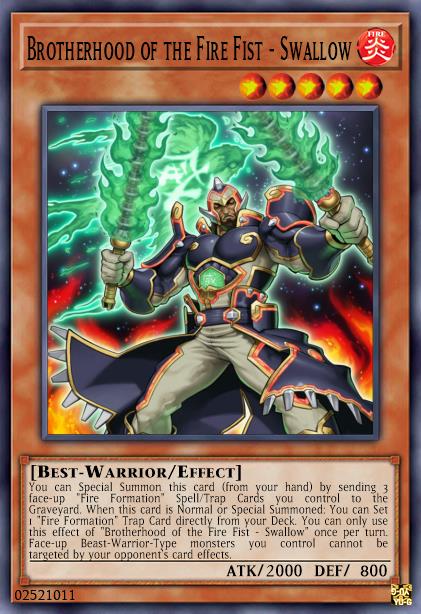 BROTHERHOOD OF THE FIRE FIST - SWALLOW
FIRE
炎
[BEST-WARRIOR/EFFECT]
You can Special Summon this card (from your hand) by sending 3
face-up "Fire Formation" Spell/Trap Cards you control to the
Graveyard. When this card is Normal or Special Summoned: You can Set
1 "Fire Formation" Trap Card directly from your Deck. You can only use
this effect of "Brotherhood of the Fire Fist - Swallow" once per turn.
Face-up Beast-Warrior-Type monsters you control cannot be
targeted by your opponent's card effects.
ATK/2000 DEF/ 800
02521011